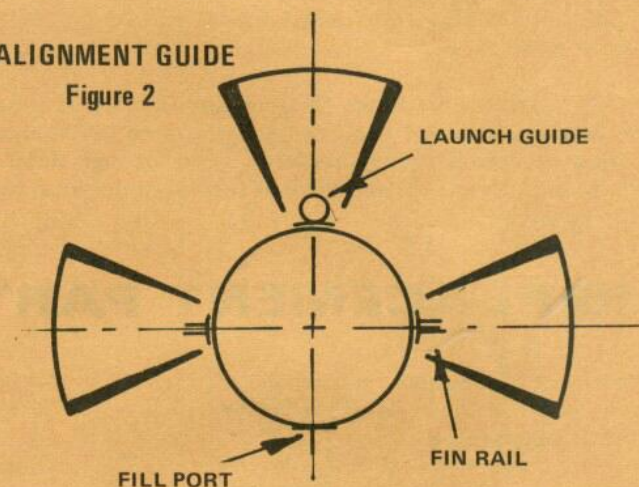 ALIGNMENT GUIDE
Figure 2
LAUNCH GUIDE
FIN RAIL
FILL PORT